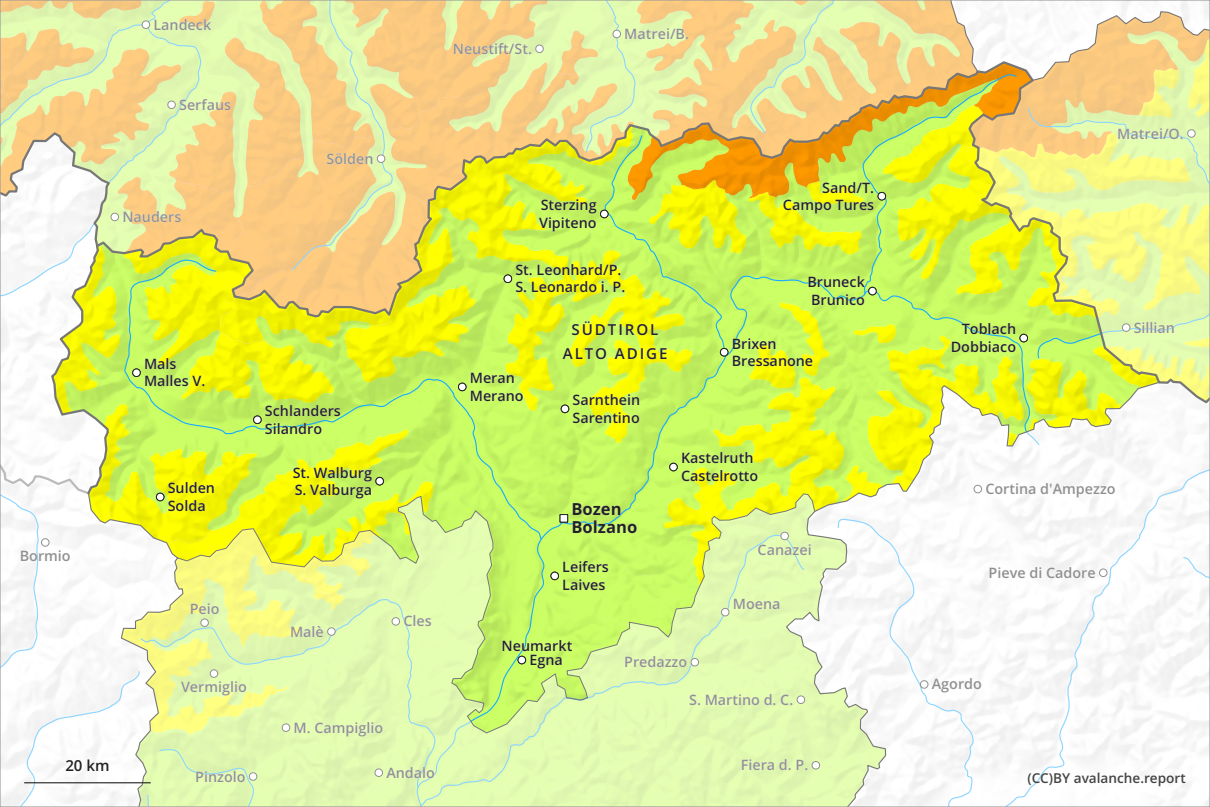 Landeck
Neustift/St.
Matrei/B.
Serfaus
Matrei/O.
Sölden
Sand/T.
Campo Tures
Nauders
Sterzing
Vipiteno
St. Leonhard/P.
S. Leonardo i. P.
Bruneck
Brunico
SÜDTIROL
ALTO ADIGE
Toblach
Dobbiaco
Sillian
Brixen
Bressanone
Mals
Malles V.
Meran
Merano
Sarnthein
Sarentino
Schlanders
Silandro
Kastelruth
Castelrotto
St. Walburg
S. Valburga
Sulden
Solda
Cortina d'Ampezzo
Bozen
Bolzano
Bormio
Canazei
Leifers
Laives
Pieve di Cadore
Peio
Moena
Cles
Malè
Neumarkt
Egna
Predazzo
Vermiglio
Agordo
S. Martino d. C.
M. Campiglio
20 km
Pinzolo
Andalo
Fiera d. P.
(CC)BY avalanche.report